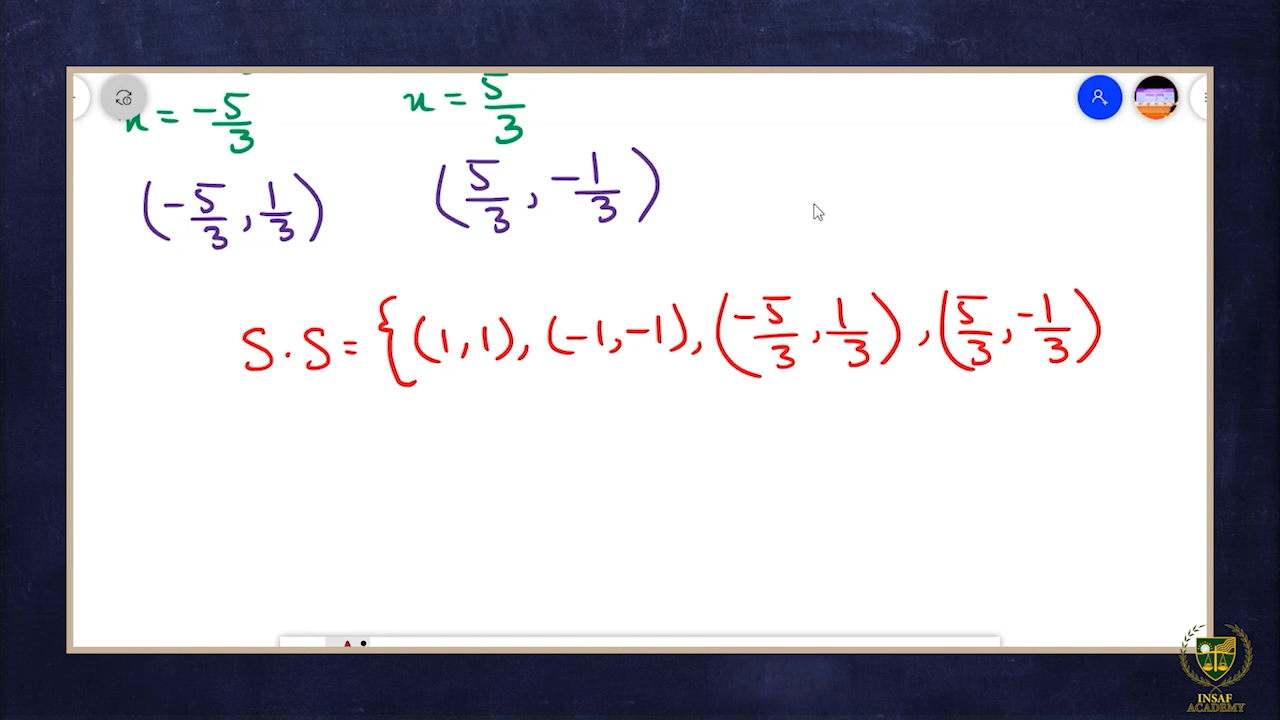 x = -5/3 x = 5/3
(-5/3, 1/3) (5/3, -1/3)
S.S = {(1,1), (-1,-1), (-5/3, 1/3), (5/3, -1/3)
INSAF
ACADEMY